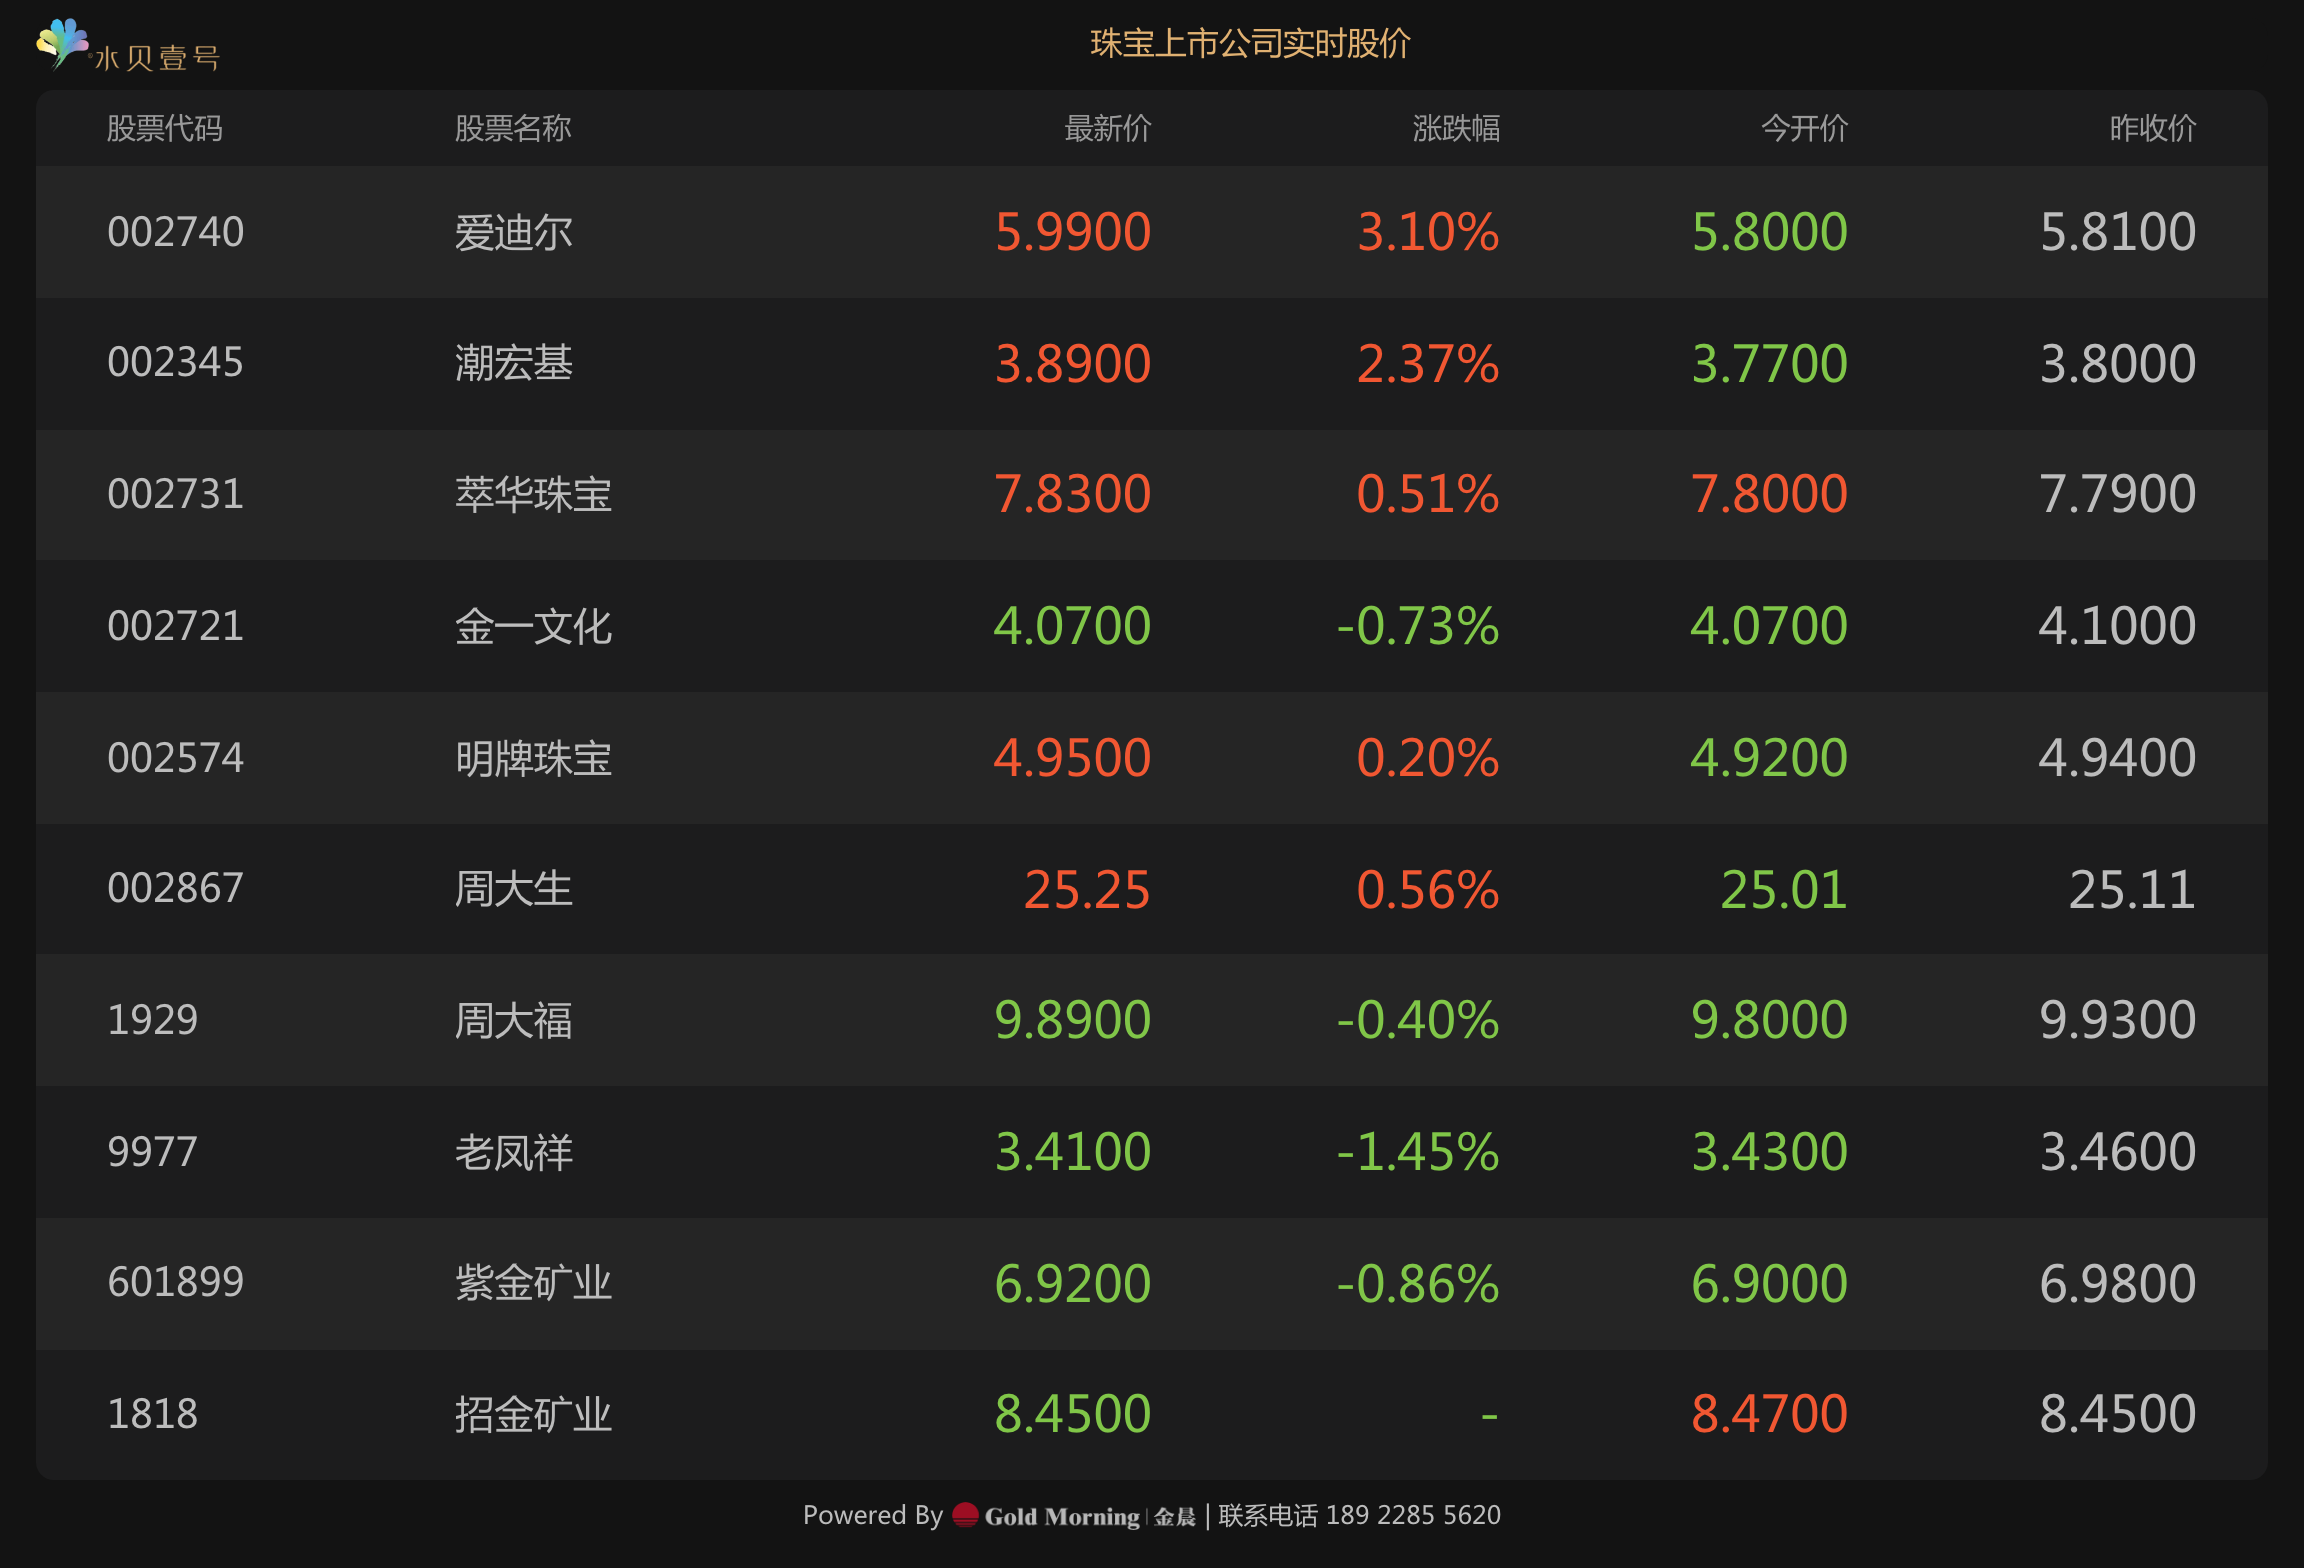 水贝壹号
珠宝上市公司实时股价
股票代码 股票名称 最新价 涨跌幅 今开价 昨收价
002740 爱迪尔 5.9900 3.10% 5.8000 5.8100
002345 潮宏基 3.8900 2.37% 3.7700 3.8000
002731 萃华珠宝 7.8300 0.51% 7.8000 7.7900
002721 金一文化 4.0700 -0.73% 4.0700 4.1000
002574 明牌珠宝 4.9500 0.20% 4.9200 4.9400
002867 周大生 25.25 0.56% 25.01 25.11
1929 周大福 9.8900 -0.40% 9.8000 9.9300
9977 老凤祥 3.4100 -1.45% 3.4300 3.4600
601899 紫金矿业 6.9200 -0.86% 6.9000 6.9800
1818 招金矿业 8.4500 - 8.4700 8.4500
Powered By Gold Morning | 金晨 | 联系电话 189 2285 5620